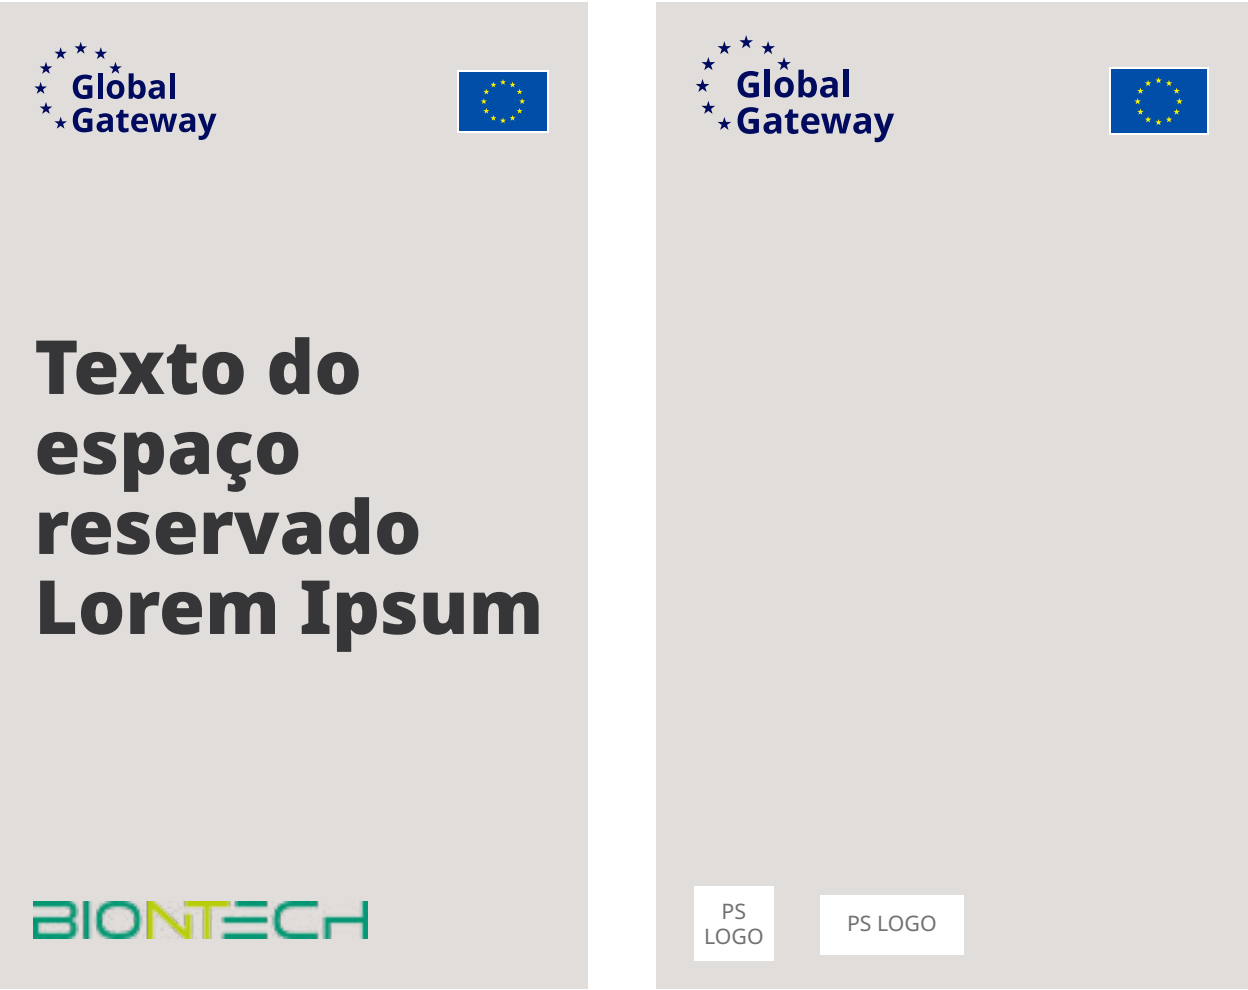 Global
Gateway
Texto do
espaço
reservado
Lorem Ipsum
BIONTECH
Global
Gateway
PS
LOGO
PS LOGO